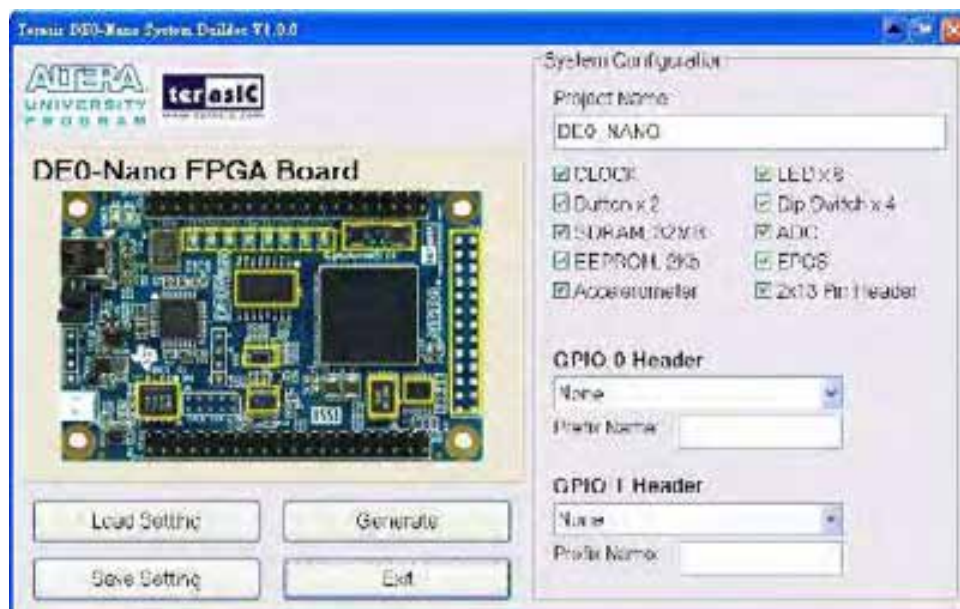 Terasic DE0-Nano System Builder V1.0.0
ALTERA
UNIVERSITY
PROGRAM
terasic
www.terasic.com
DE0-Nano FPGA Board
Load Setting
Generate
Save Setting
Exit
System Configuration
Project Name
DE0_NANO
CLOCK
LED x 8
Button x 2
Dip Switch x 4
SDRAM, 32MB
ADC
EEPROM, 2Kb
EPCS
Accelerometer
2x13 Pin Header
GPIO 0 Header
None
Prefix Name:
GPIO 1 Header
None
Prefix Name: